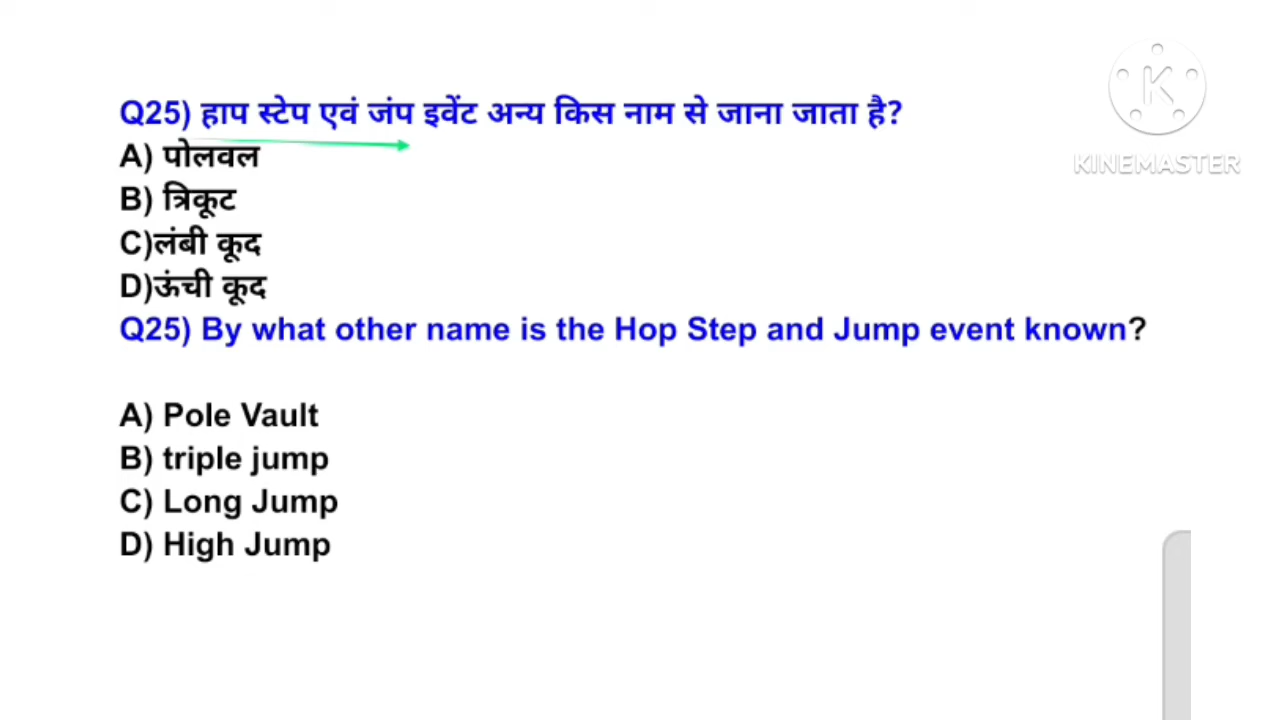 Q25) हाप स्टेप एवं जंप इवेंट अन्य किस नाम से जाना जाता है?
A) पोलवल
B) त्रिकूट
C)लंबी कूद
D)ऊंची कूद
Q25) By what other name is the Hop Step and Jump event known?
A) Pole Vault
B) triple jump
C) Long Jump
D) High Jump
K
KINEMASTER